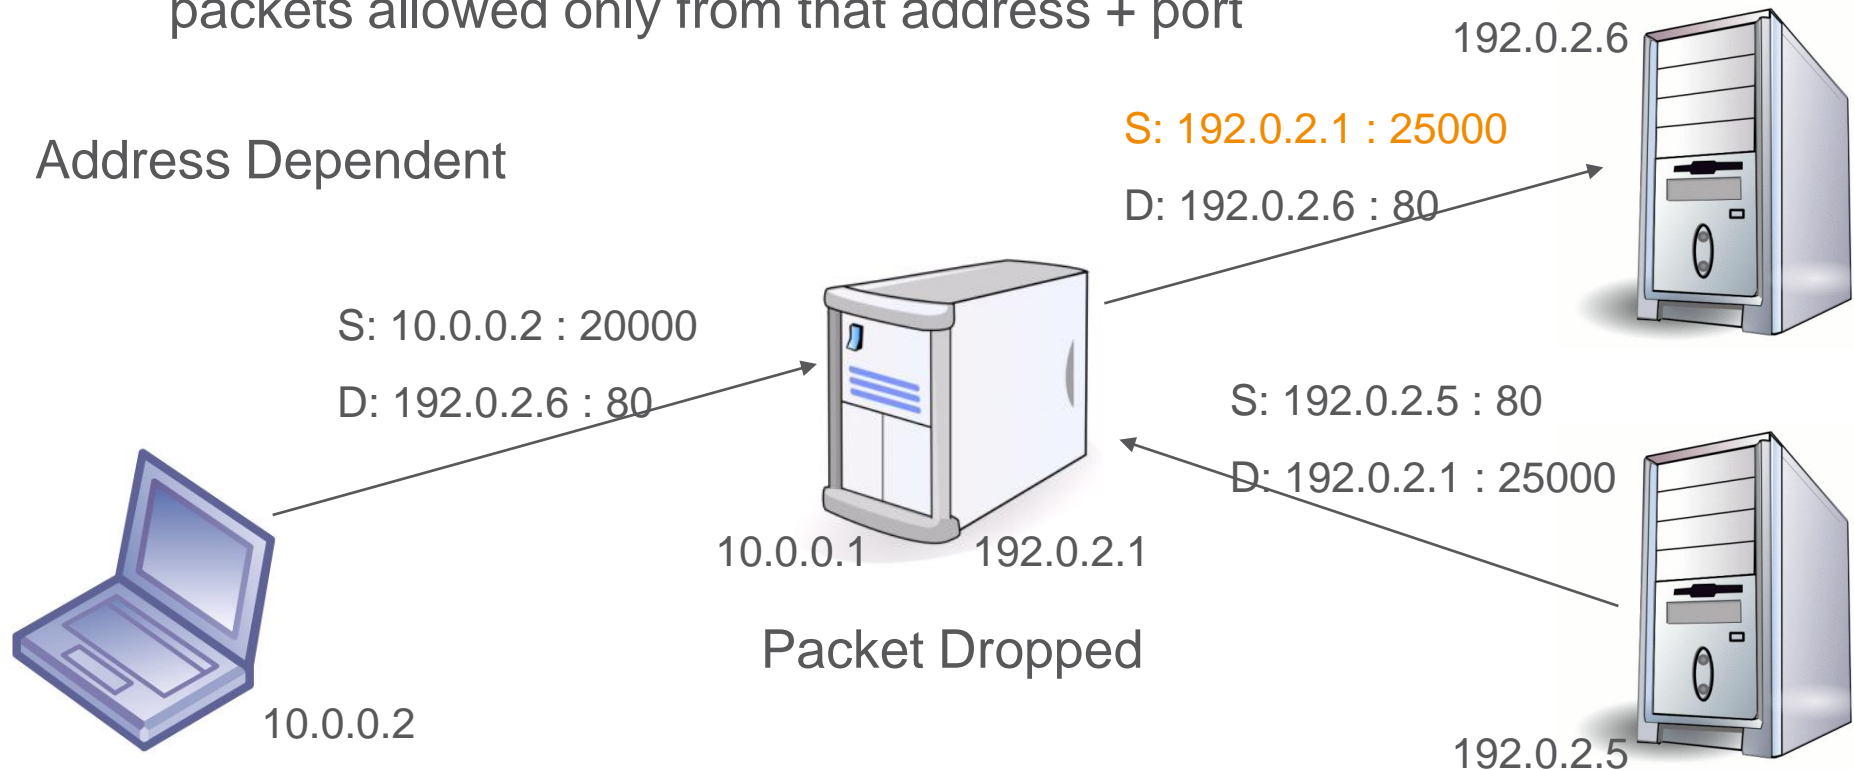 packets allowed only from that address + port
192.0.2.6
S: 192.0.2.1 : 25000
Address Dependent
D: 192.0.2.6 : 80
S: 10.0.0.2 : 20000
D: 192.0.2.6 : 80
S: 192.0.2.5 : 80
D: 192.0.2.1 : 25000
10.0.0.1
192.0.2.1
Packet Dropped
10.0.0.2
192.0.2.5